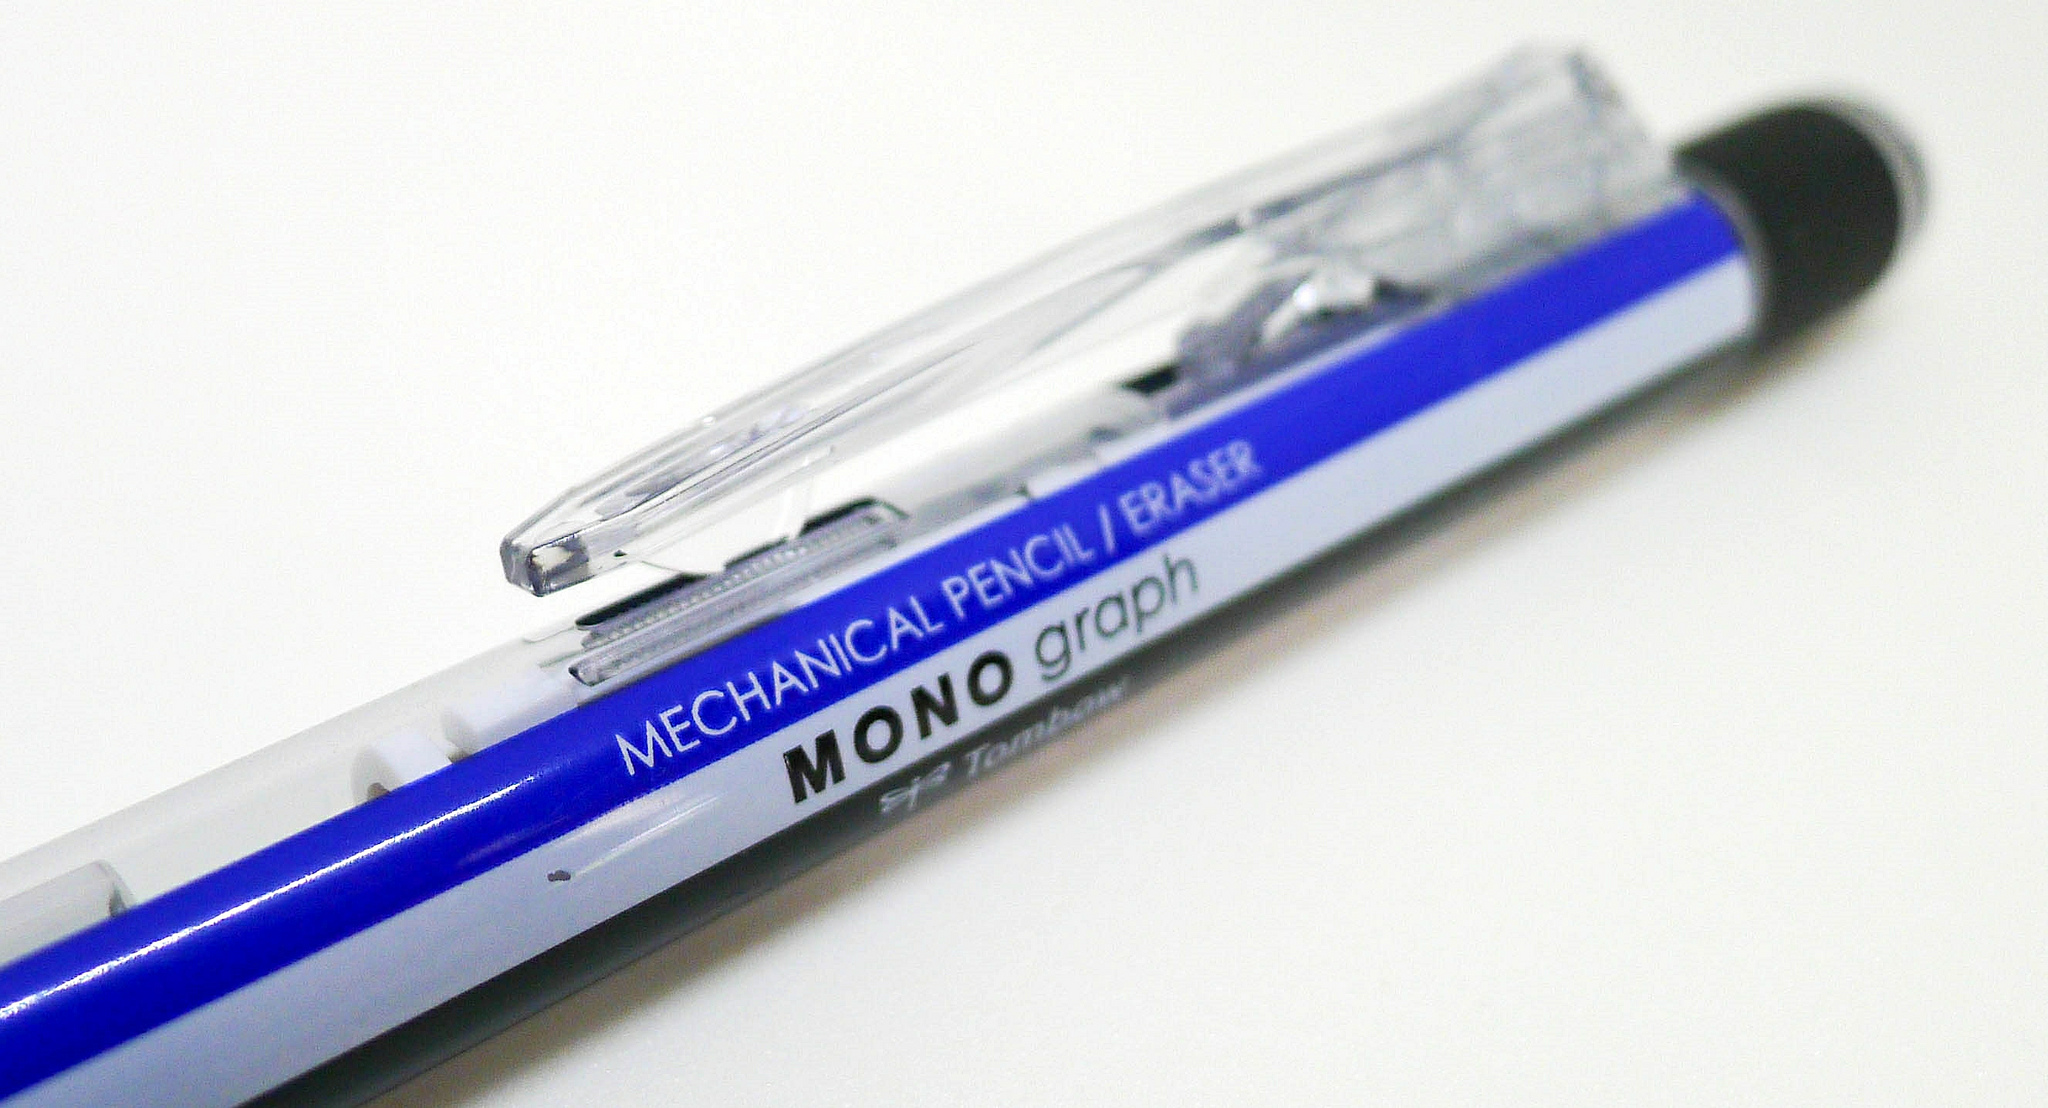 MECHANICAL PENCIL / ERASER
MONO graph
Tombow